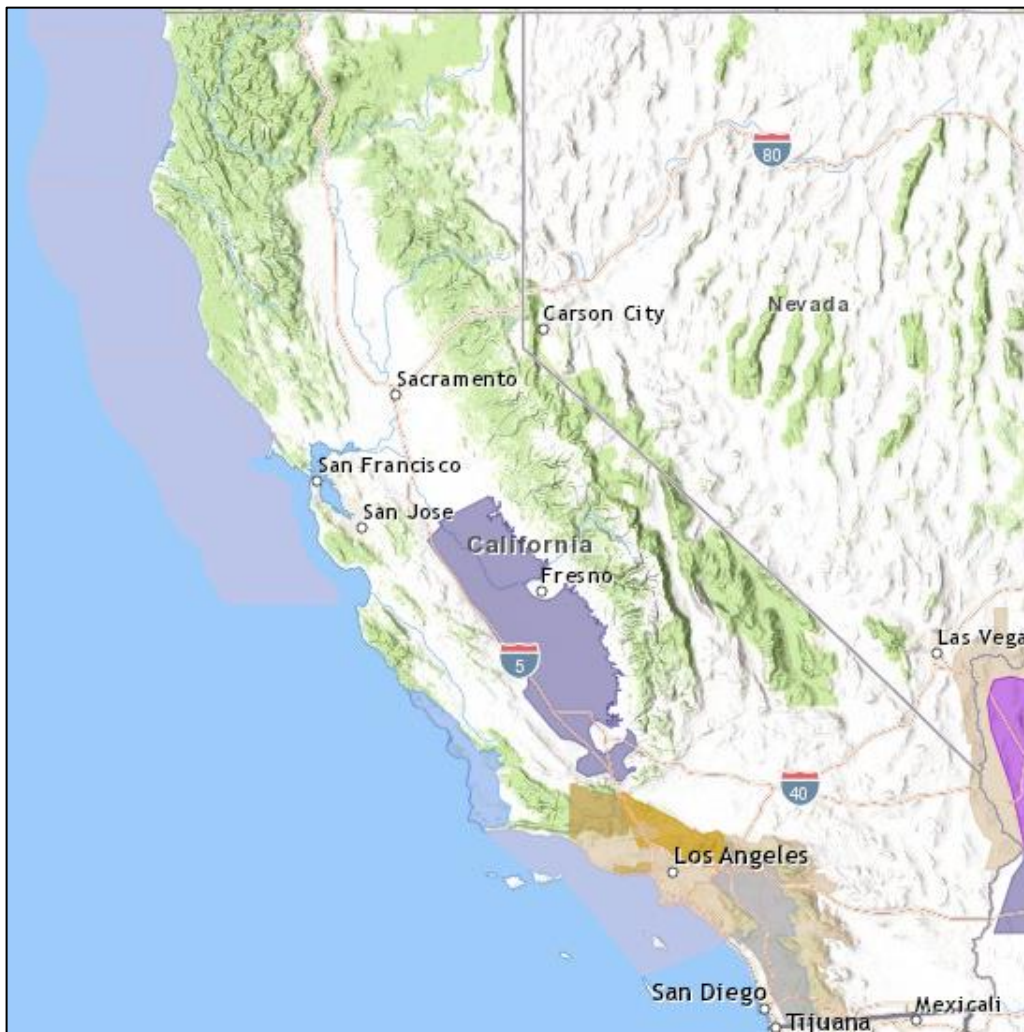 80
Nevada
Carson City
Sacramento
San Francisco
San Jose
California
Fresno
Las Vega
5
40
Los Angeles
San Diego
Mexicali
Tijuana